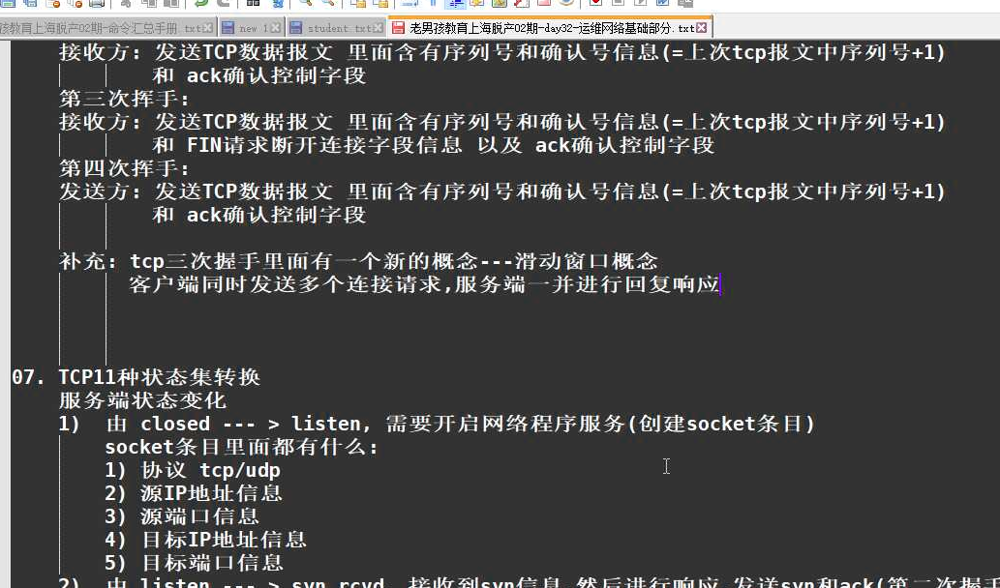 孩教育上海脱产02期-命令汇总手册.txt new 1 student.txt 老男孩教育上海脱产02期-day32-运维网络基础部分.txt
接收方: 发送TCP数据报文 里面含有序列号和确认号信息(=上次tcp报文中序列号+1)
和 ack确认控制字段
第三次挥手:
接收方: 发送TCP数据报文 里面含有序列号和确认号信息(=上次tcp报文中序列号+1)
和 FIN请求断开连接字段信息 以及 ack确认控制字段
第四次挥手:
发送方: 发送TCP数据报文 里面含有序列号和确认号信息(=上次tcp报文中序列号+1)
和 ack确认控制字段
补充: tcp三次握手里面有一个新的概念---滑动窗口概念
客户端同时发送多个连接请求,服务端一并进行回复响应
07. TCP11种状态集转换
服务端状态变化
1) 由 closed --- > listen, 需要开启网络程序服务(创建socket条目)
socket条目里面都有什么:
1) 协议 tcp/udp
2) 源IP地址信息
3) 源端口信息
4) 目标IP地址信息
5) 目标端口信息
2) 由 listen --- > syn_rcvd, 接收到syn信息,然后进行响应,发送syn和ack(第二次握手